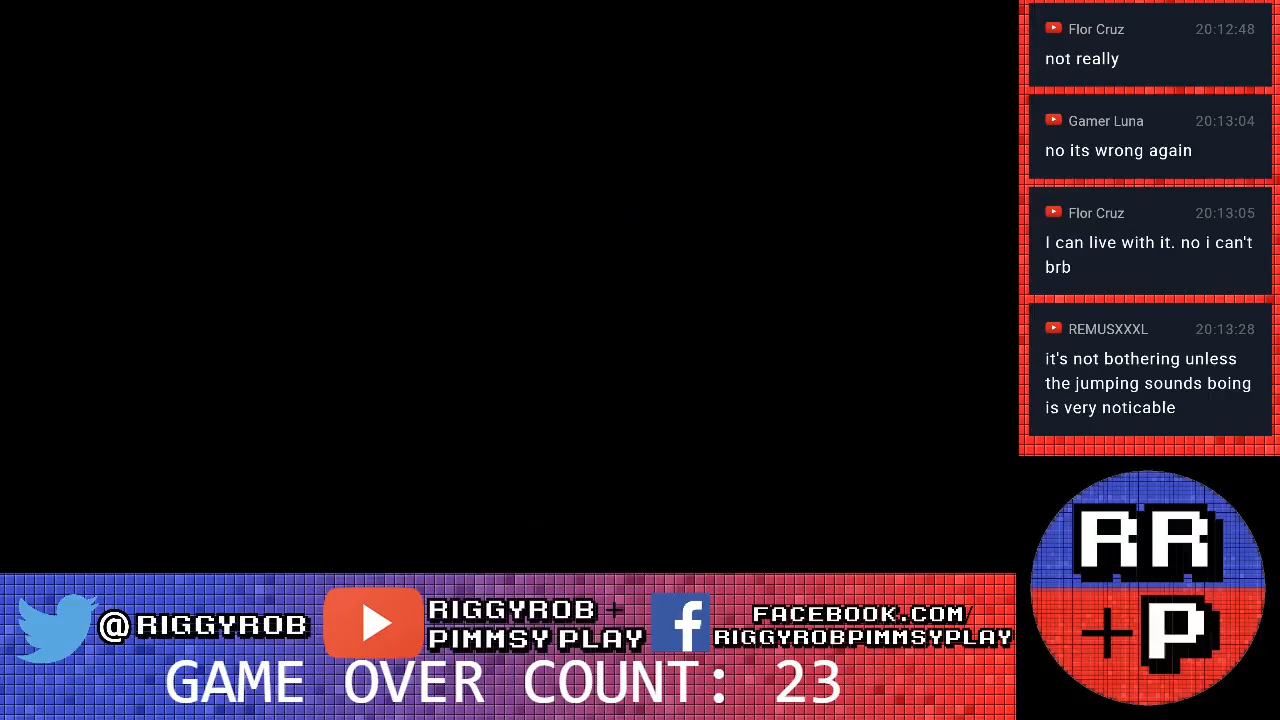 Flor Cruz 20:12:48
not really
Gamer Luna 20:13:04
no its wrong again
Flor Cruz 20:13:05
I can live with it. no i can't
brb
REMUSXXXL 20:13:28
it's not bothering unless
the jumping sounds boing
is very noticable
RR
+P
@RIGGYROB
RIGGYROB +
PIMMSY PLAY
FACEBOOK.COM/
RIGGYROBPIMMSYPLAY
GAME OVER COUNT: 23